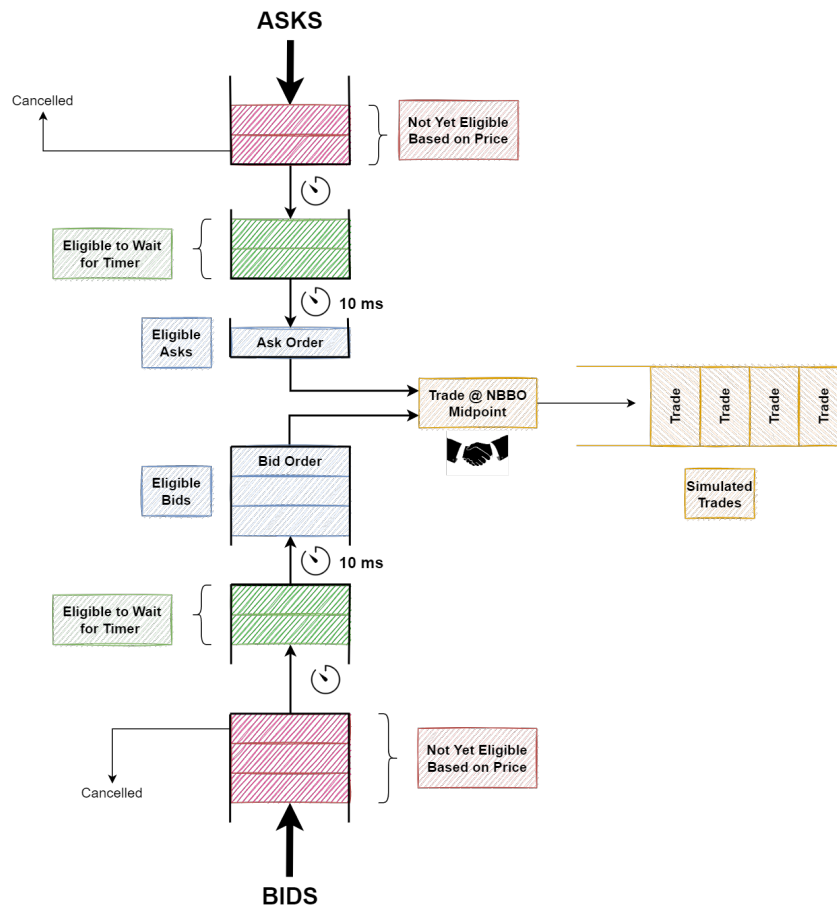 ASKS
Cancelled
Not Yet Eligible
Based on Price
Eligible to Wait
for Timer
10 ms
Eligible
Asks
Ask Order
Trade @ NBBO
Midpoint
Trade
Trade
Trade
Trade
Bid Order
Eligible
Bids
Simulated
Trades
10 ms
Eligible to Wait
for Timer
Not Yet Eligible
Based on Price
Cancelled
BIDS